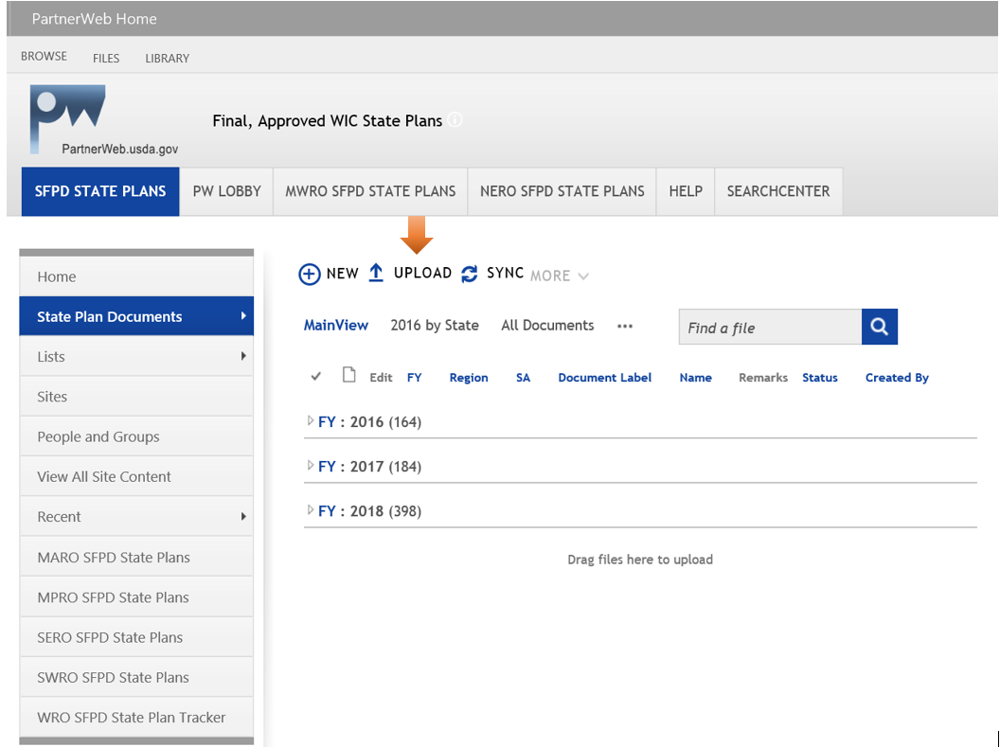 PartnerWeb Home
BROWSE FILES LIBRARY
Final, Approved WIC State Plans
PartnerWeb.usda.gov
SFPD STATE PLANS PW LOBBY MWRO SFPD STATE PLANS NERO SFPD STATE PLANS HELP SEARCHCENTER
Home
State Plan Documents
Lists
Sites
People and Groups
View All Site Content
Recent
MARO SFPD State Plans
MPRO SFPD State Plans
SERO SFPD State Plans
SWRO SFPD State Plans
WRO SFPD State Plan Tracker
NEW UPLOAD SYNC MORE
MainView 2016 by State All Documents ... Find a file
Edit FY Region SA Document Label Name Remarks Status Created By
FY : 2016 (164)
FY : 2017 (184)
FY : 2018 (398)
Drag files here to upload